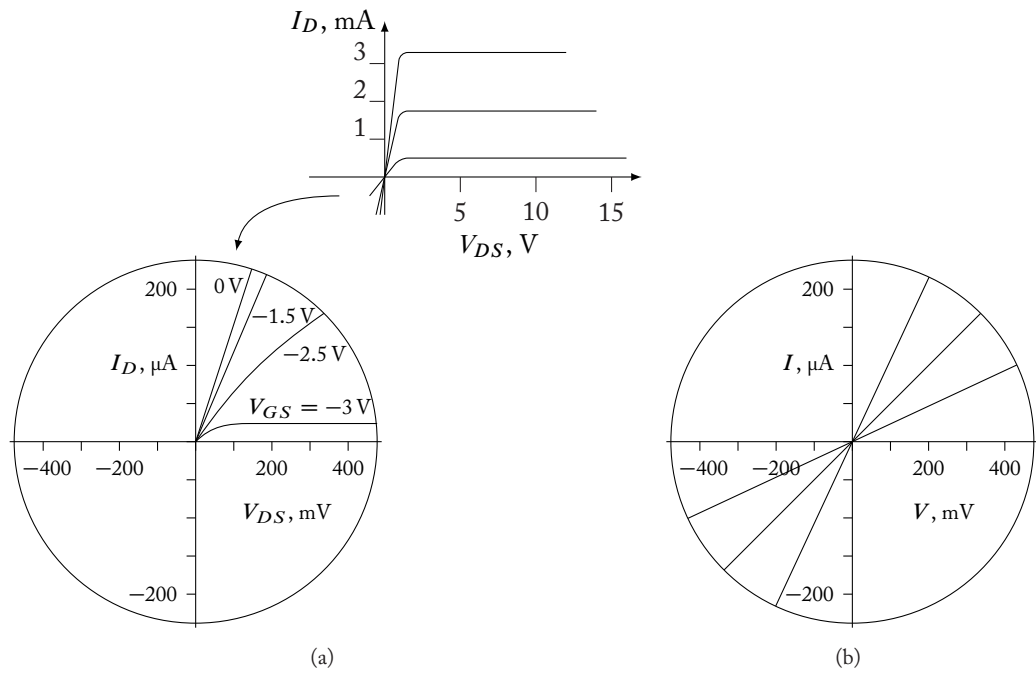 I_D, mA
3
2
1
5 10 15
V_DS, V
200
0 V
−1.5 V
I_D, μA
−2.5 V
V_GS = −3 V
−400 −200 200 400
V_DS, mV
−200
(a)
200
I, μA
−400 −200 200 400
V, mV
−200
(b)